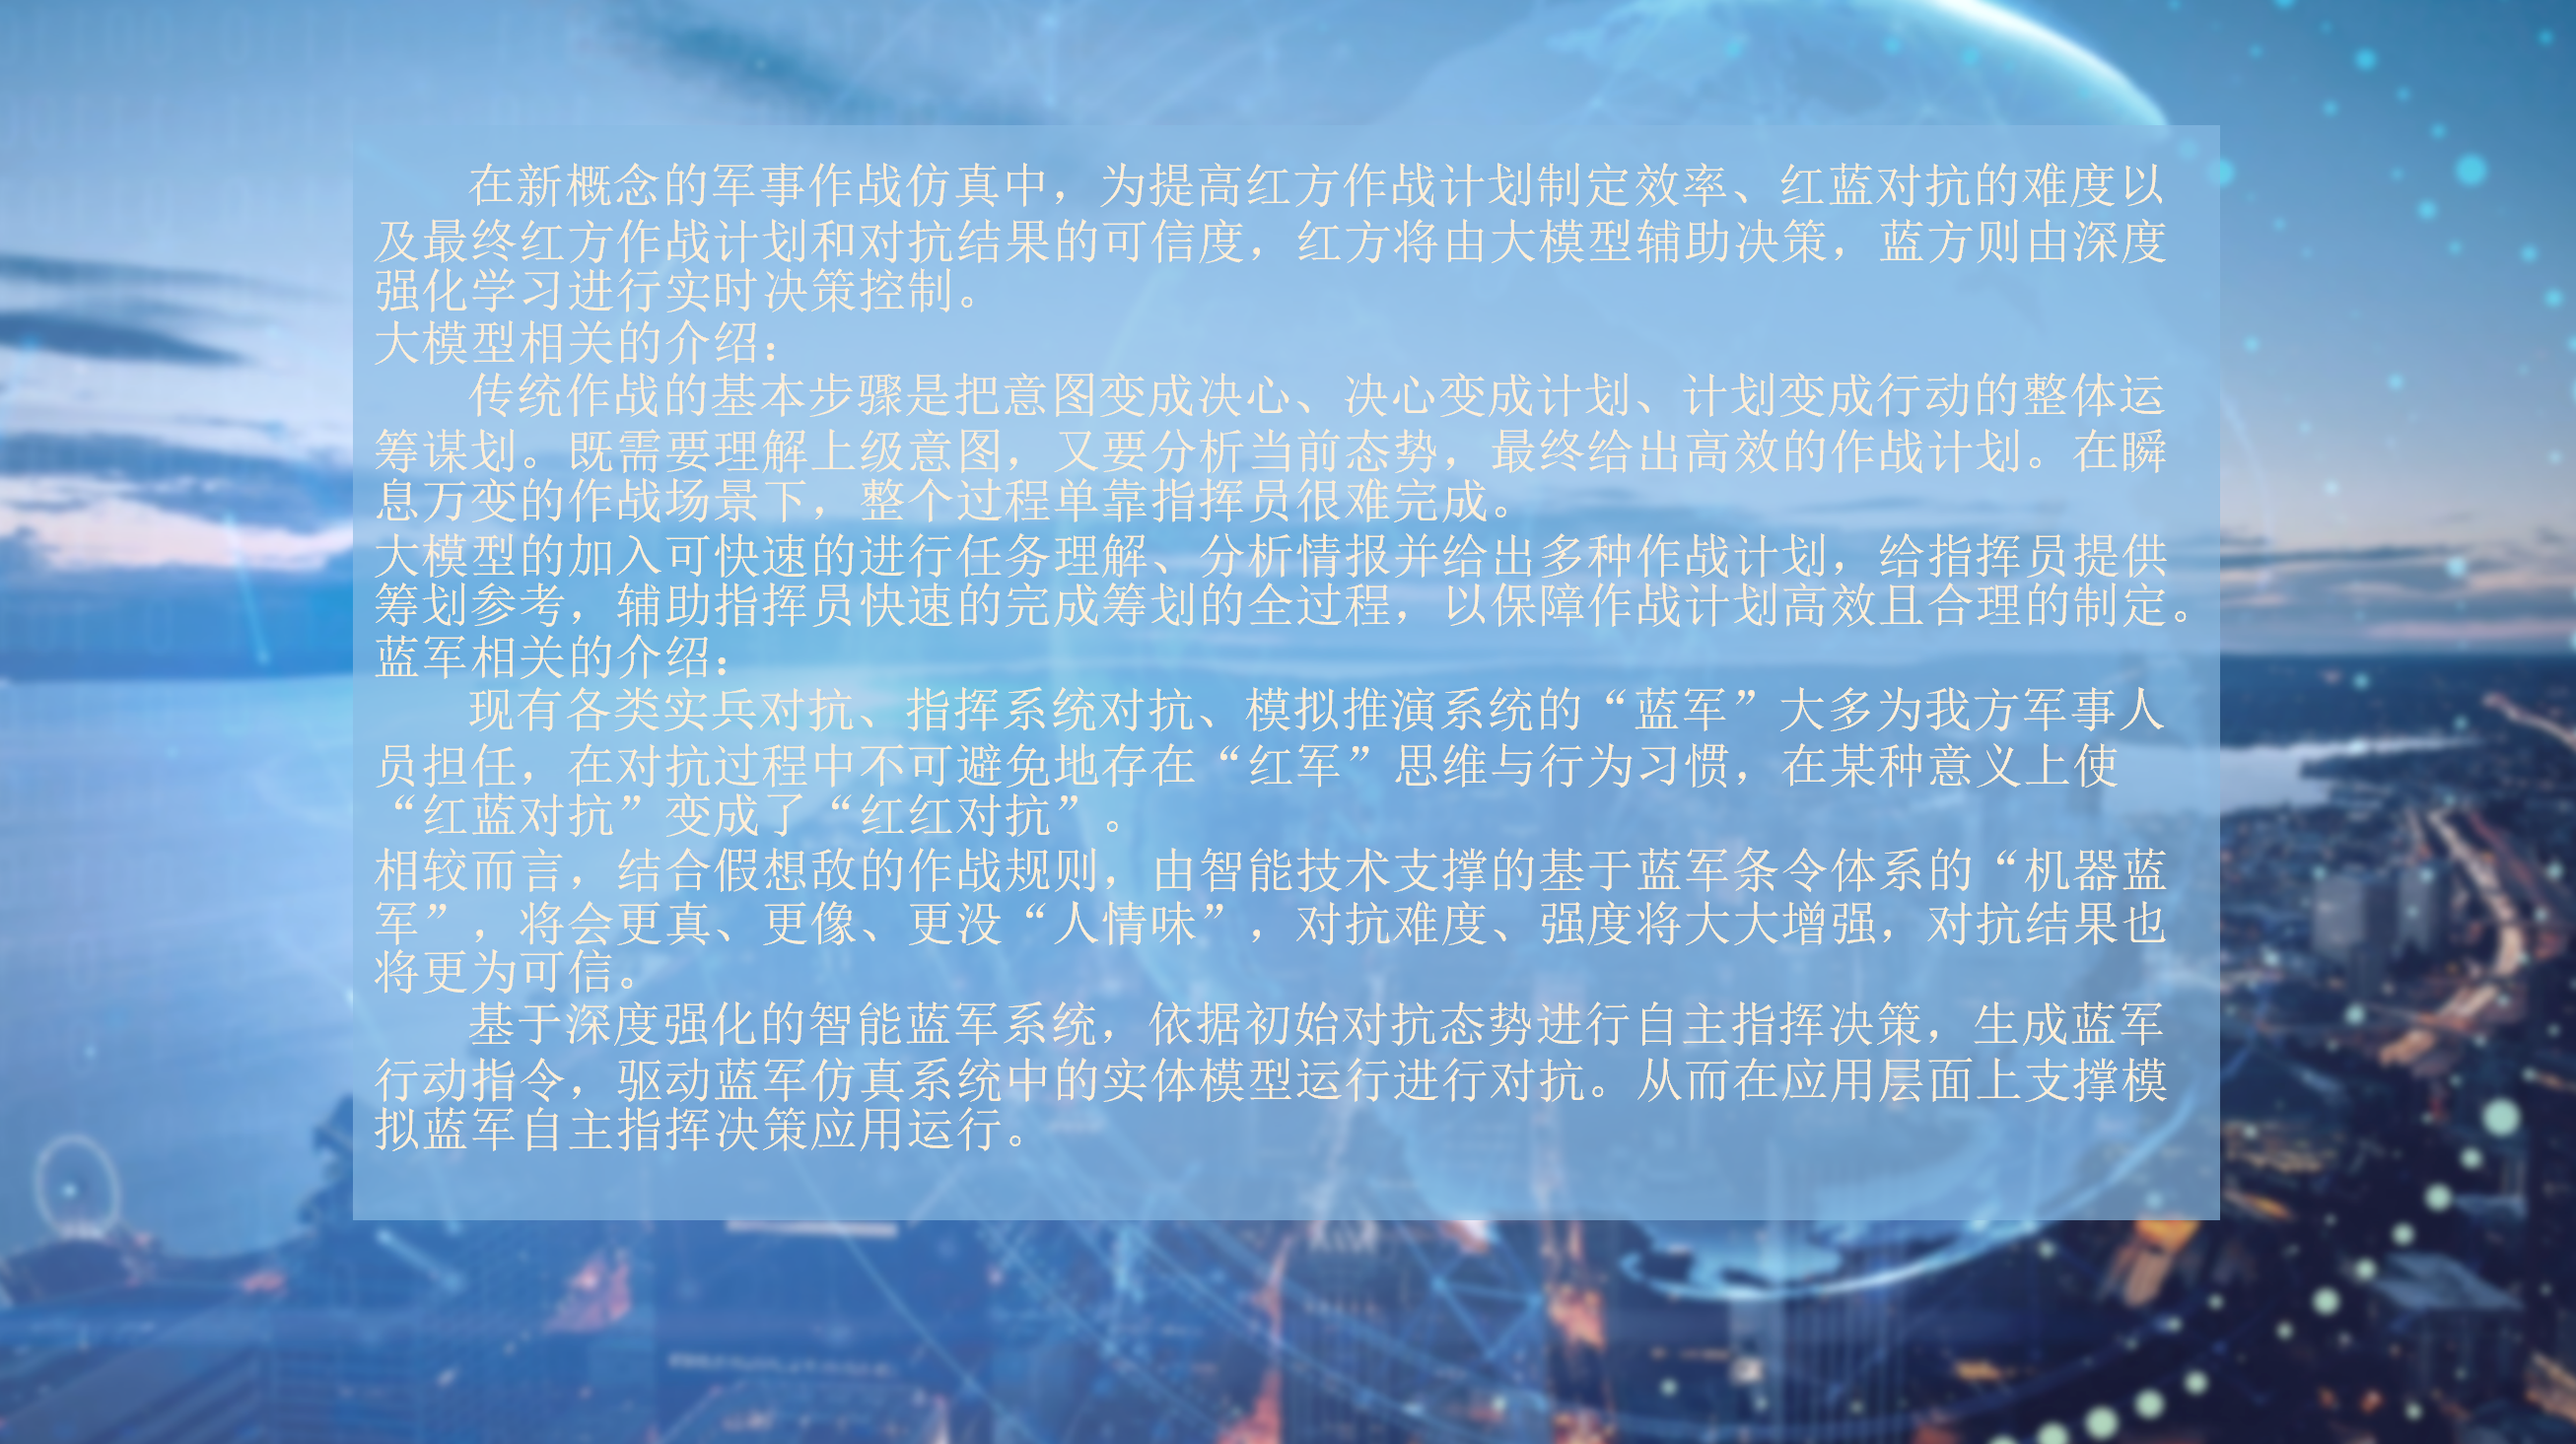 在新概念的军事作战仿真中，为提高红方作战计划制定效率、红蓝对抗的难度以
及最终红方作战计划和对抗结果的可信度，红方将由大模型辅助决策，蓝方则由深度
强化学习进行实时决策控制。
大模型相关的介绍：
传统作战的基本步骤是把意图变成决心、决心变成计划、计划变成行动的整体运
筹谋划。既需要理解上级意图，又要分析当前态势，最终给出高效的作战计划。在瞬
息万变的作战场景下，整个过程单靠指挥员很难完成。
大模型的加入可快速的进行任务理解、分析情报并给出多种作战计划，给指挥员提供
筹划参考，辅助指挥员快速的完成筹划的全过程，以保障作战计划高效且合理的制定。
蓝军相关的介绍：
现有各类实兵对抗、指挥系统对抗、模拟推演系统的“蓝军”大多为我方军事人
员担任，在对抗过程中不可避免地存在“红军”思维与行为习惯，在某种意义上使
“红蓝对抗”变成了“红红对抗”。
相较而言，结合假想敌的作战规则，由智能技术支撑的基于蓝军条令体系的“机器蓝
军”，将会更真、更像、更没“人情味”，对抗难度、强度将大大增强，对抗结果也
将更为可信。
基于深度强化的智能蓝军系统，依据初始对抗态势进行自主指挥决策，生成蓝军
行动指令，驱动蓝军仿真系统中的实体模型运行进行对抗。从而在应用层面上支撑模
拟蓝军自主指挥决策应用运行。